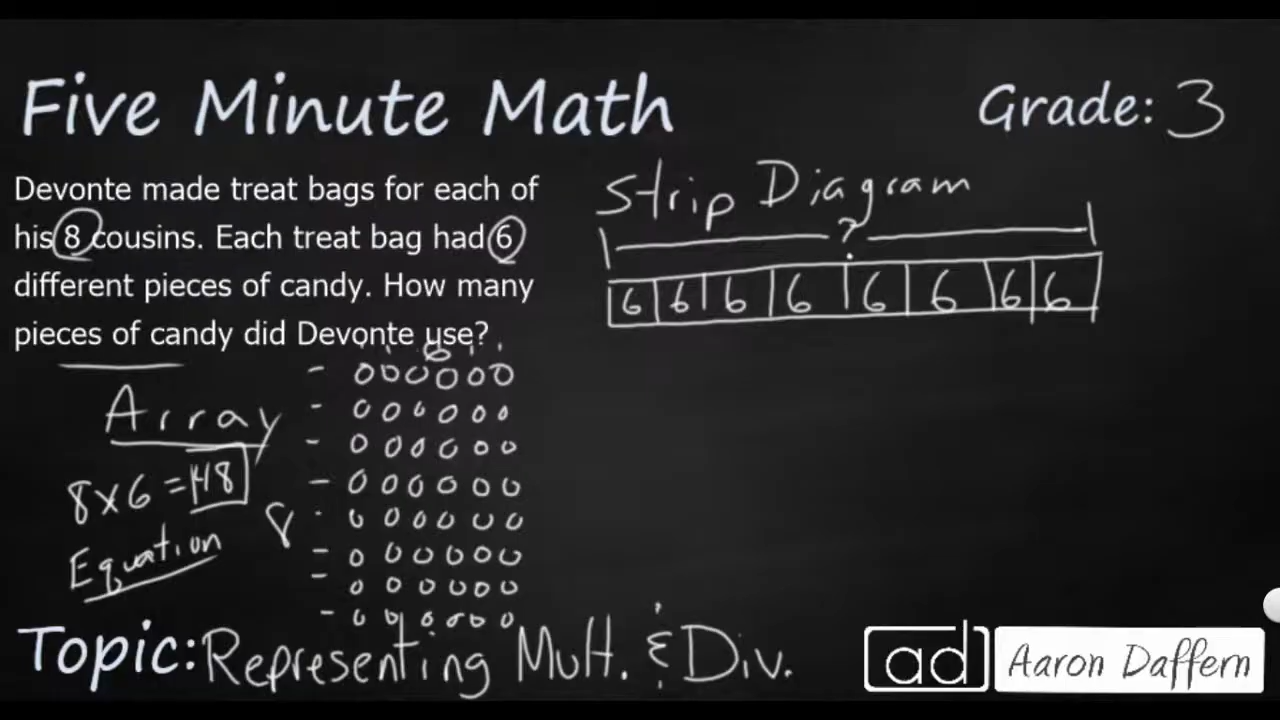 Five Minute Math
Grade: 3
Devonte made treat bags for each of
his 8 cousins. Each treat bag had 6
different pieces of candy. How many
pieces of candy did Devonte use?
Strip Diagram
?
6 6 6 6 6 6 6 6
Array
8x6 = 48
Equation
6
8
Topic: Representing Mult. & Div.
ad Aaron Daffern